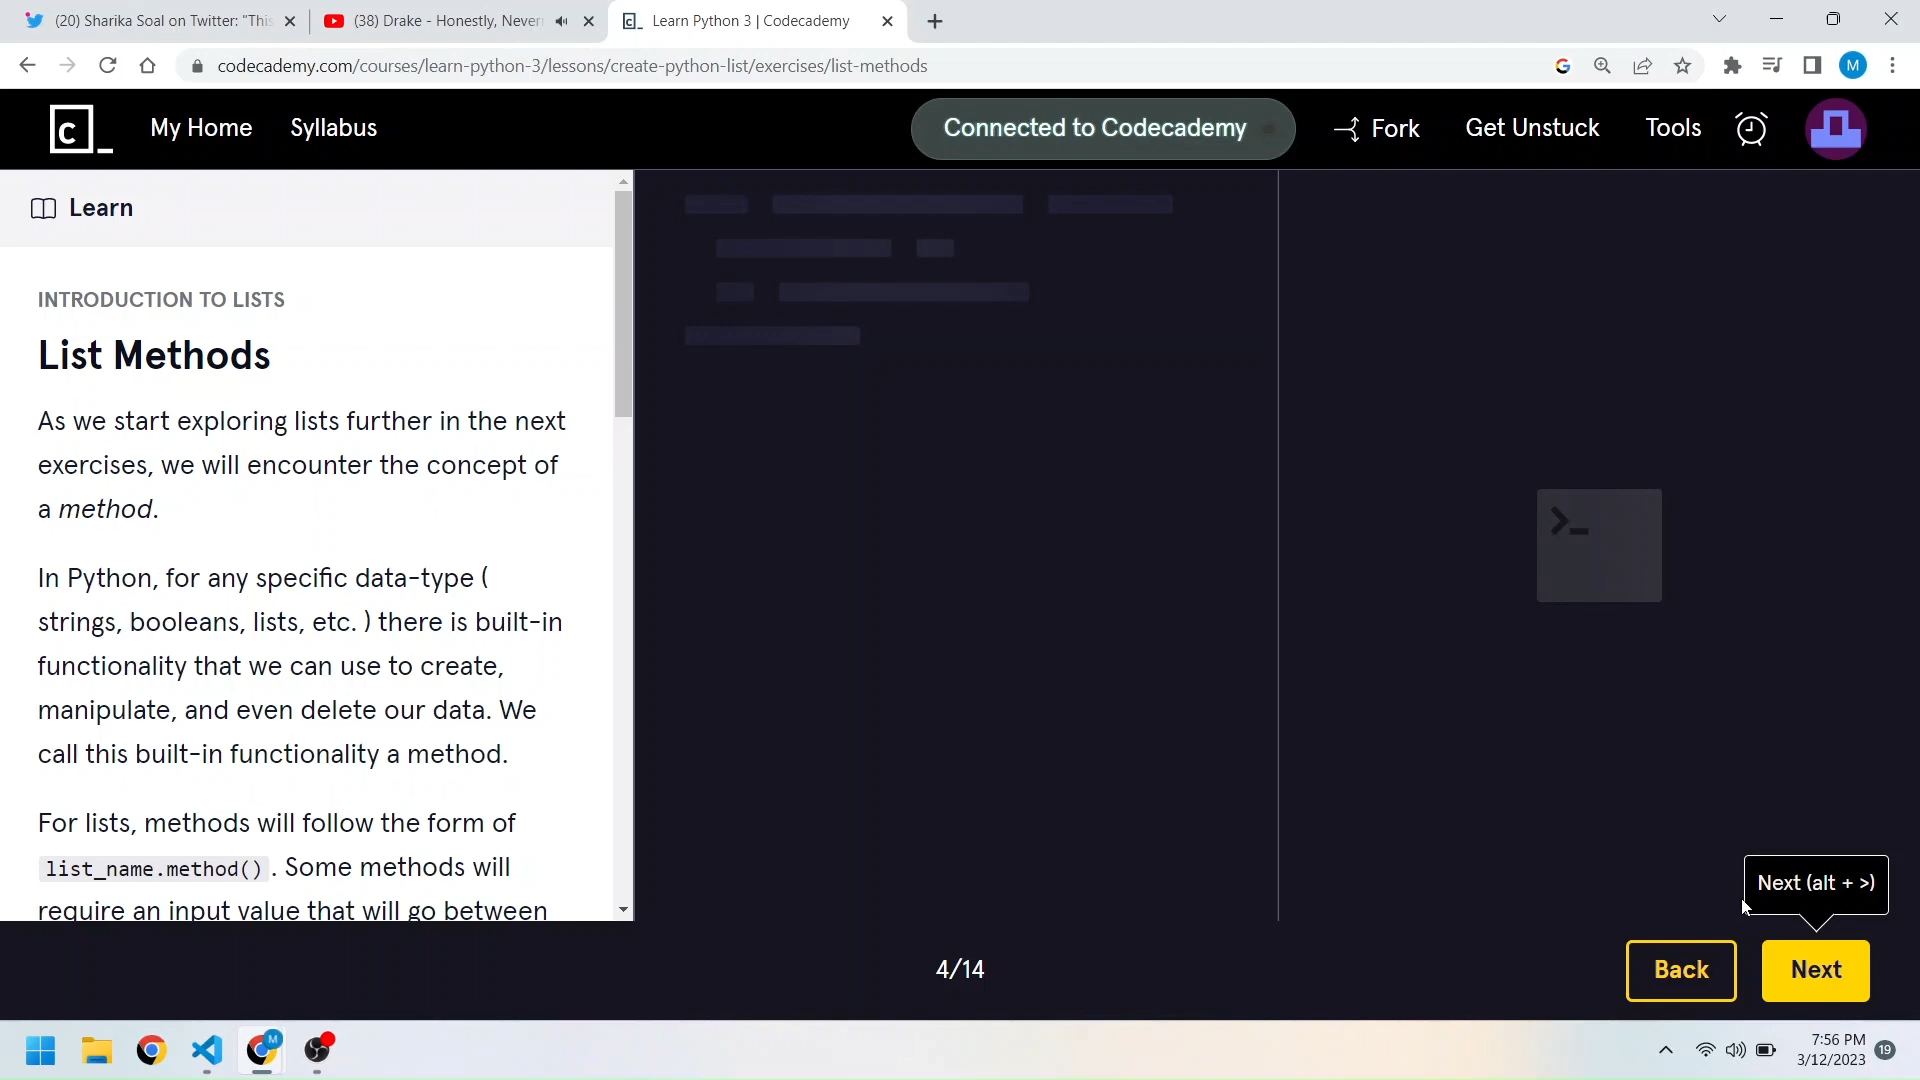 (20) Sharika Soal on Twitter: "This
(38) Drake - Honestly, Neverm
Learn Python 3 | Codecademy
codecademy.com/courses/learn-python-3/lessons/create-python-list/exercises/list-methods
M
c_
My Home
Syllabus
Connected to Codecademy
Fork
Get Unstuck
Tools
Learn
INTRODUCTION TO LISTS
List Methods
As we start exploring lists further in the next
exercises, we will encounter the concept of
a method.
In Python, for any specific data-type (
strings, booleans, lists, etc. ) there is built-in
functionality that we can use to create,
manipulate, and even delete our data. We
call this built-in functionality a method.
For lists, methods will follow the form of
list_name.method() . Some methods will
require an input value that will go between
>_
Next (alt + >)
4/14
Back
Next
M
7:56 PM
3/12/2023
19